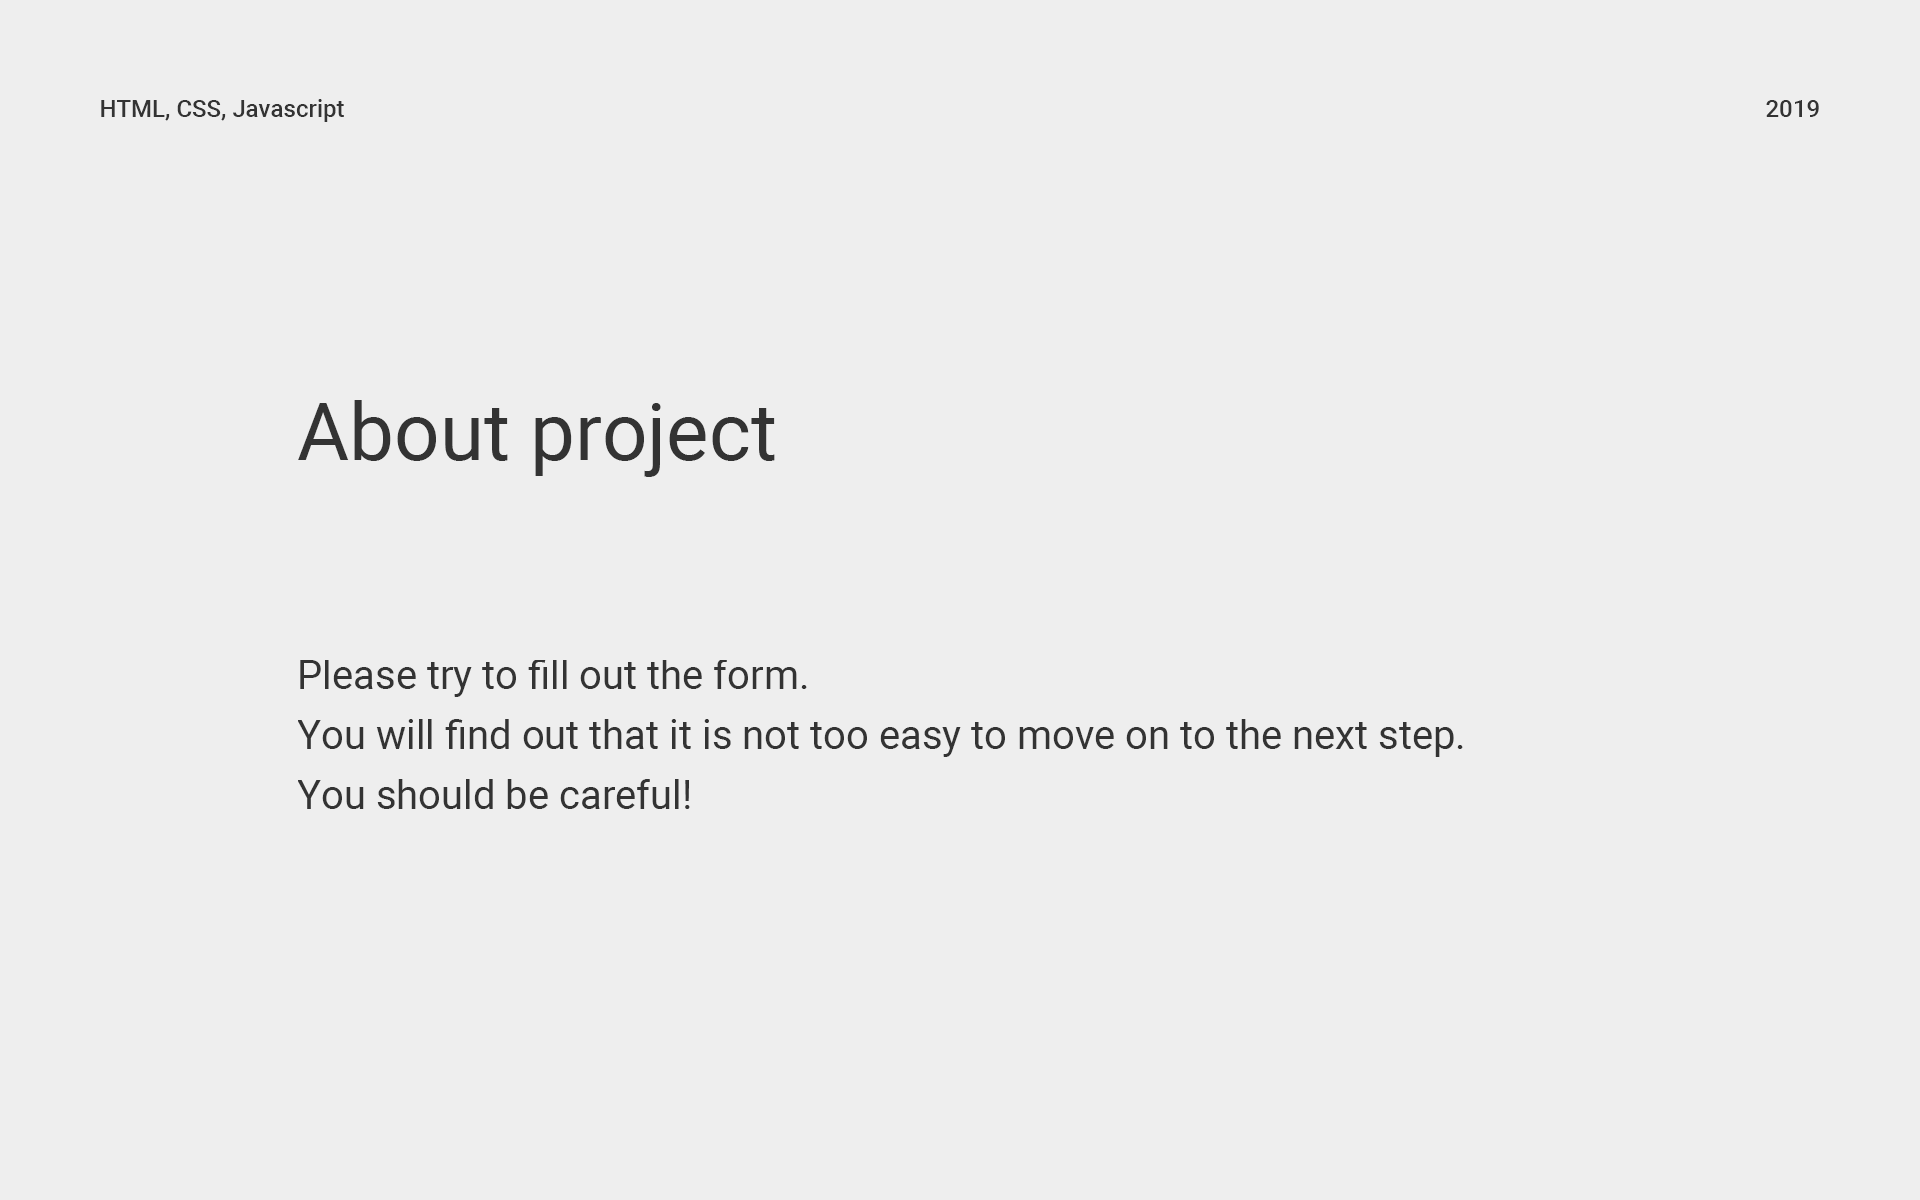 HTML, CSS, Javascript
2019
About project
Please try to fill out the form.
You will find out that it is not too easy to move on to the next step.
You should be careful!